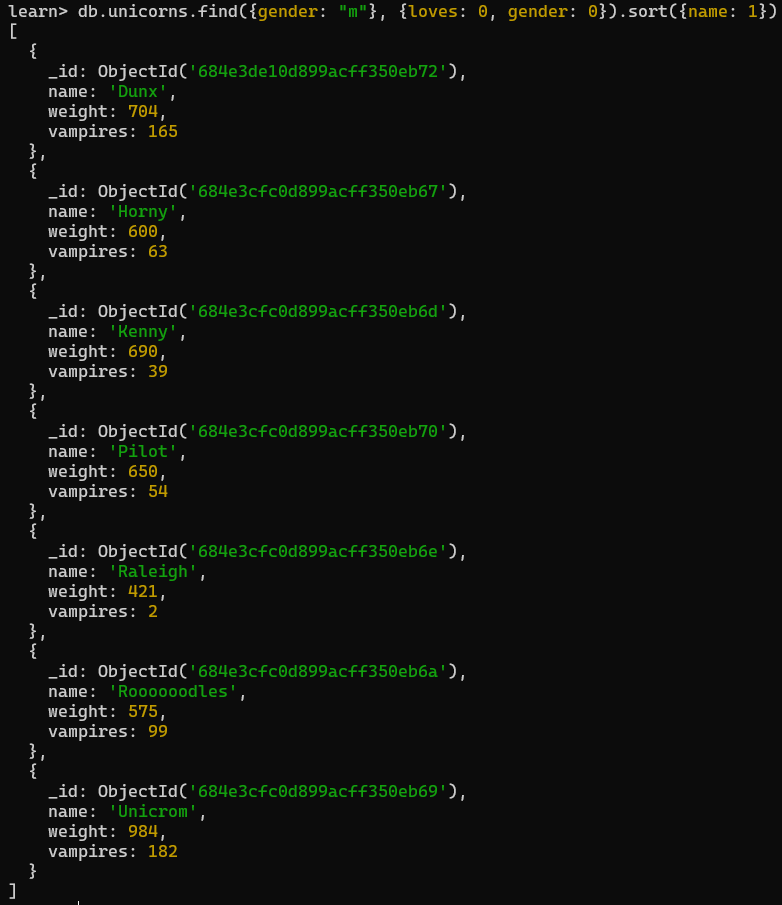 learn> db.unicorns.find({gender: "m"}, {loves: 0, gender: 0}).sort({name: 1})
[
  {
    _id: ObjectId('684e3de10d899acff350eb72'),
    name: 'Dunx',
    weight: 704,
    vampires: 165
  },
  {
    _id: ObjectId('684e3cfc0d899acff350eb67'),
    name: 'Horny',
    weight: 600,
    vampires: 63
  },
  {
    _id: ObjectId('684e3cfc0d899acff350eb6d'),
    name: 'Kenny',
    weight: 690,
    vampires: 39
  },
  {
    _id: ObjectId('684e3cfc0d899acff350eb70'),
    name: 'Pilot',
    weight: 650,
    vampires: 54
  },
  {
    _id: ObjectId('684e3cfc0d899acff350eb6e'),
    name: 'Raleigh',
    weight: 421,
    vampires: 2
  },
  {
    _id: ObjectId('684e3cfc0d899acff350eb6a'),
    name: 'Roooooodles',
    weight: 575,
    vampires: 99
  },
  {
    _id: ObjectId('684e3cfc0d899acff350eb69'),
    name: 'Unicrom',
    weight: 984,
    vampires: 182
  }
]